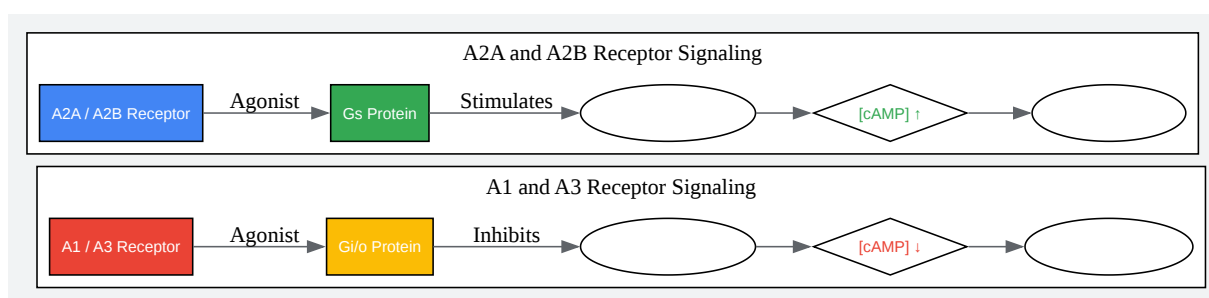 A2A and A2B Receptor Signaling
A2A / A2B Receptor
Agonist
Gs Protein
Stimulates
[cAMP] ↑
A1 and A3 Receptor Signaling
A1 / A3 Receptor
Agonist
Gi/o Protein
Inhibits
[cAMP] ↓